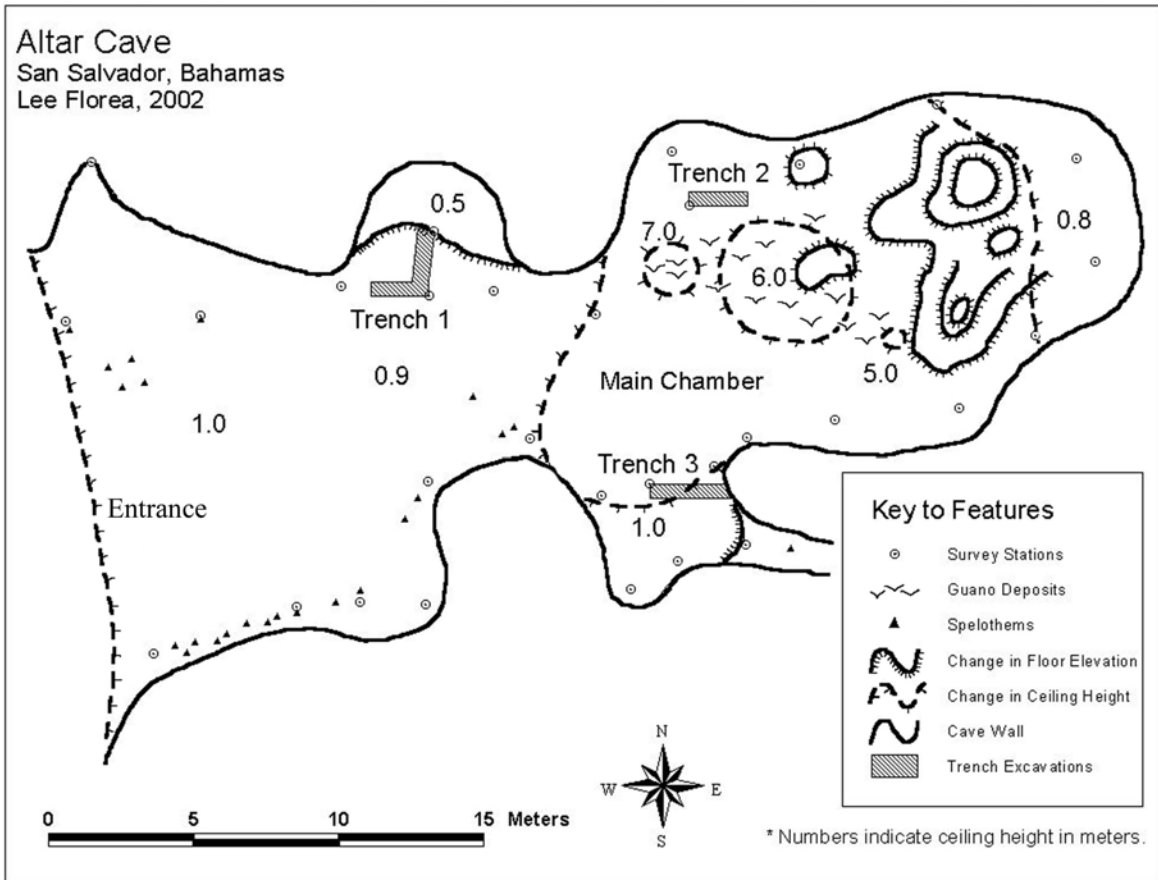 Altar Cave
San Salvador, Bahamas
Lee Florea, 2002
0.5
Trench 2
0.8
7.0
6.0
Trench 1
5.0
0.9
Main Chamber
1.0
Trench 3
Entrance
1.0
Key to Features
Survey Stations
Guano Deposits
Spelothems
Change in Floor Elevation
Change in Ceiling Height
Cave Wall
Trench Excavations
N
W E
S
0 5 10 15 Meters
* Numbers indicate ceiling height in meters.